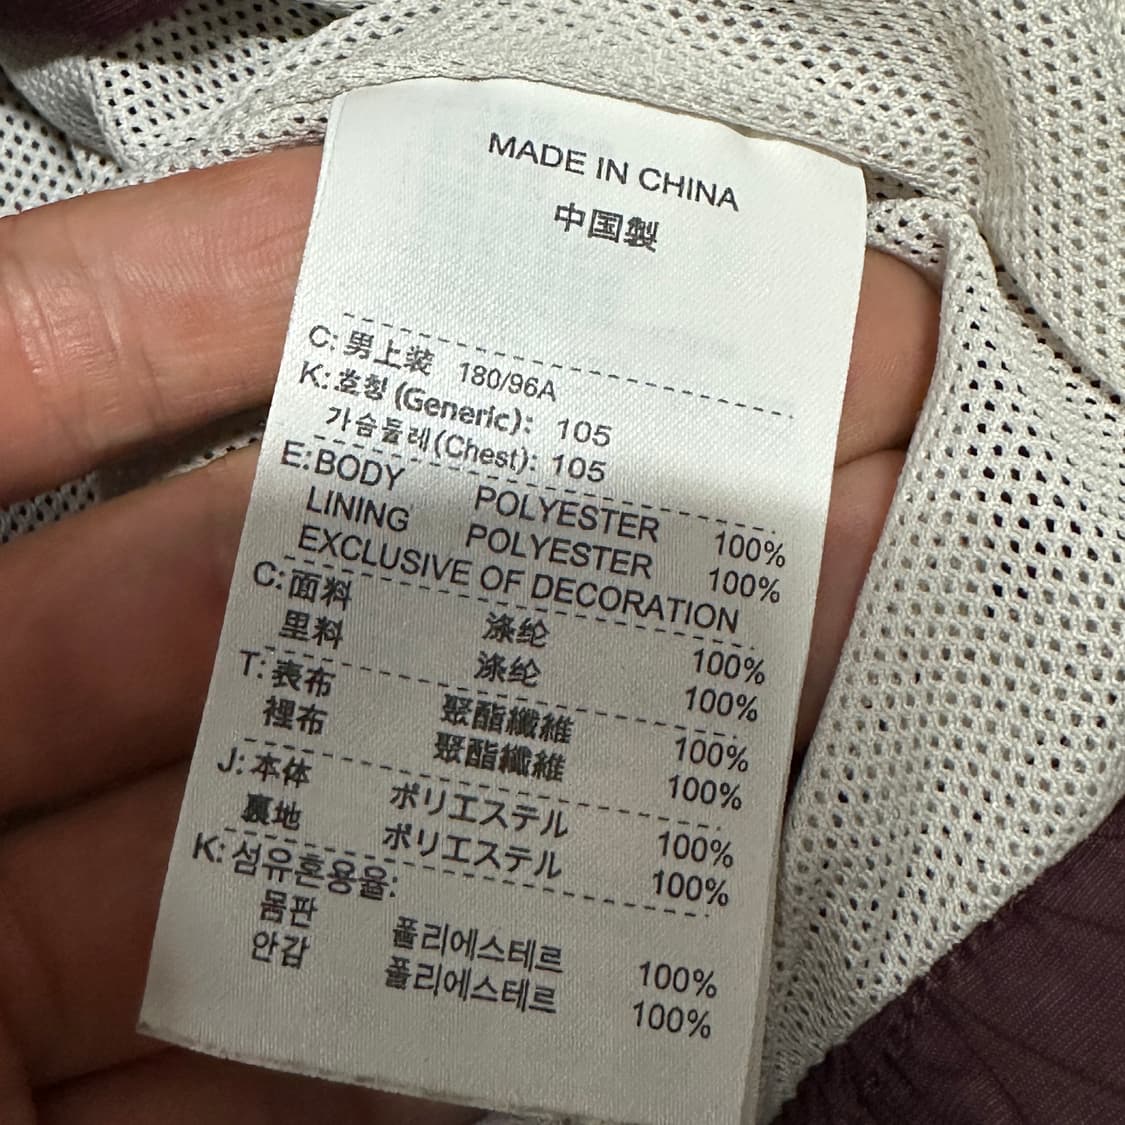 MADE IN CHINA
中国製
C: 男上装 180/96A
K: 호칭 (Generic): 105
가슴둘레 (Chest): 105
E: BODY POLYESTER 100%
LINING POLYESTER 100%
EXCLUSIVE OF DECORATION
C: 面料 涤纶 100%
里料 涤纶 100%
T: 表布 聚酯纖維 100%
裡布 聚酯纖維 100%
J: 本体 ポリエステル 100%
裏地 ポリエステル 100%
K: 섬유혼용율:
몸판 폴리에스테르 100%
안감 폴리에스테르 100%